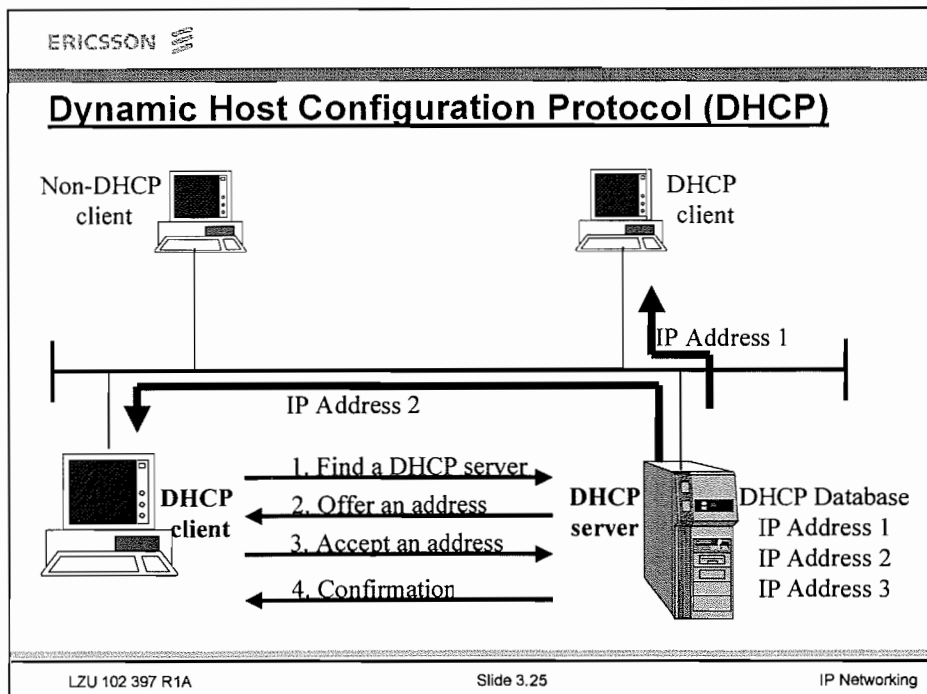 ERICSSON
Dynamic Host Configuration Protocol (DHCP)
Non-DHCP
client
DHCP
client
IP Address 1
IP Address 2
1. Find a DHCP server
2. Offer an address
3. Accept an address
4. Confirmation
DHCP
client
DHCP
server
DHCP Database
IP Address 1
IP Address 2
IP Address 3
LZU 102 397 R1A
Slide 3.25
IP Networking